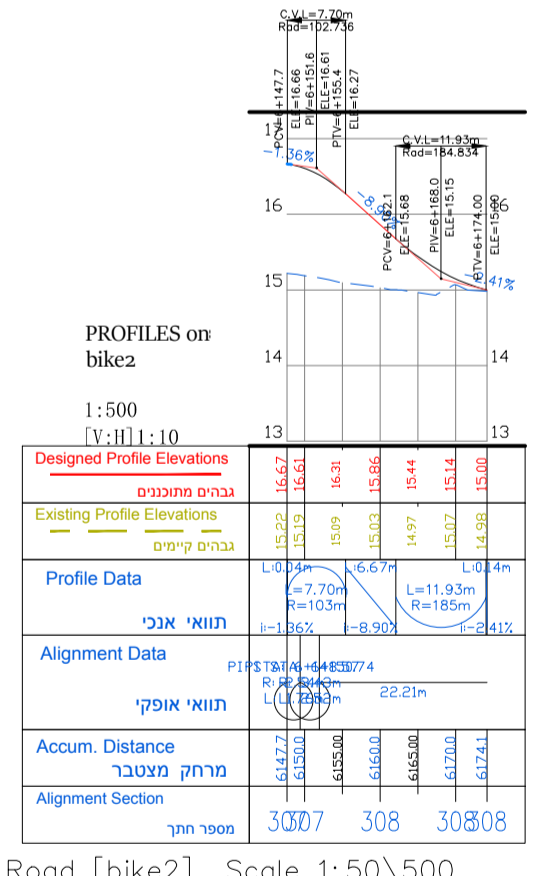 C.V.L=7.70m
Rad=102.736
PCV=6+147.7
ELE=16.66
PIV=6+151.6
ELE=16.61
PTV=6+155.4
ELE=16.27
C.V.L=11.93m
Rad=184.834
PCV=6+162.1
ELE=15.68
PIV=6+168.0
ELE=15.15
PTV=6+174.00
ELE=15.00
-1.36%
16
15
14 14
13 13
PROFILES on
bike2
1:500
[V:H]1:10
Designed Profile Elevations
גבהים מתוכננים
16.67 16.61 16.31 15.86 15.44 15.14 15.00
Existing Profile Elevations
גבהים קיימים
15.22 15.19 15.09 15.03 14.97 15.07 14.98
Profile Data
תוואי אנכי
L:0.04m L:6.67m L:0.14m
L=7.70m L=11.93m
R=103m R=185m
i:-1.36% i:-8.90% i:-2.41%
Alignment Data
תוואי אופקי
22.21m
Accum. Distance
מרחק מצטבר
6147.7 6150.0 6155.00 6160.0 6165.00 6170.0 6174.1
Alignment Section
מספר חתך
307 308 308
Road [bike2] Scale 1:50\500